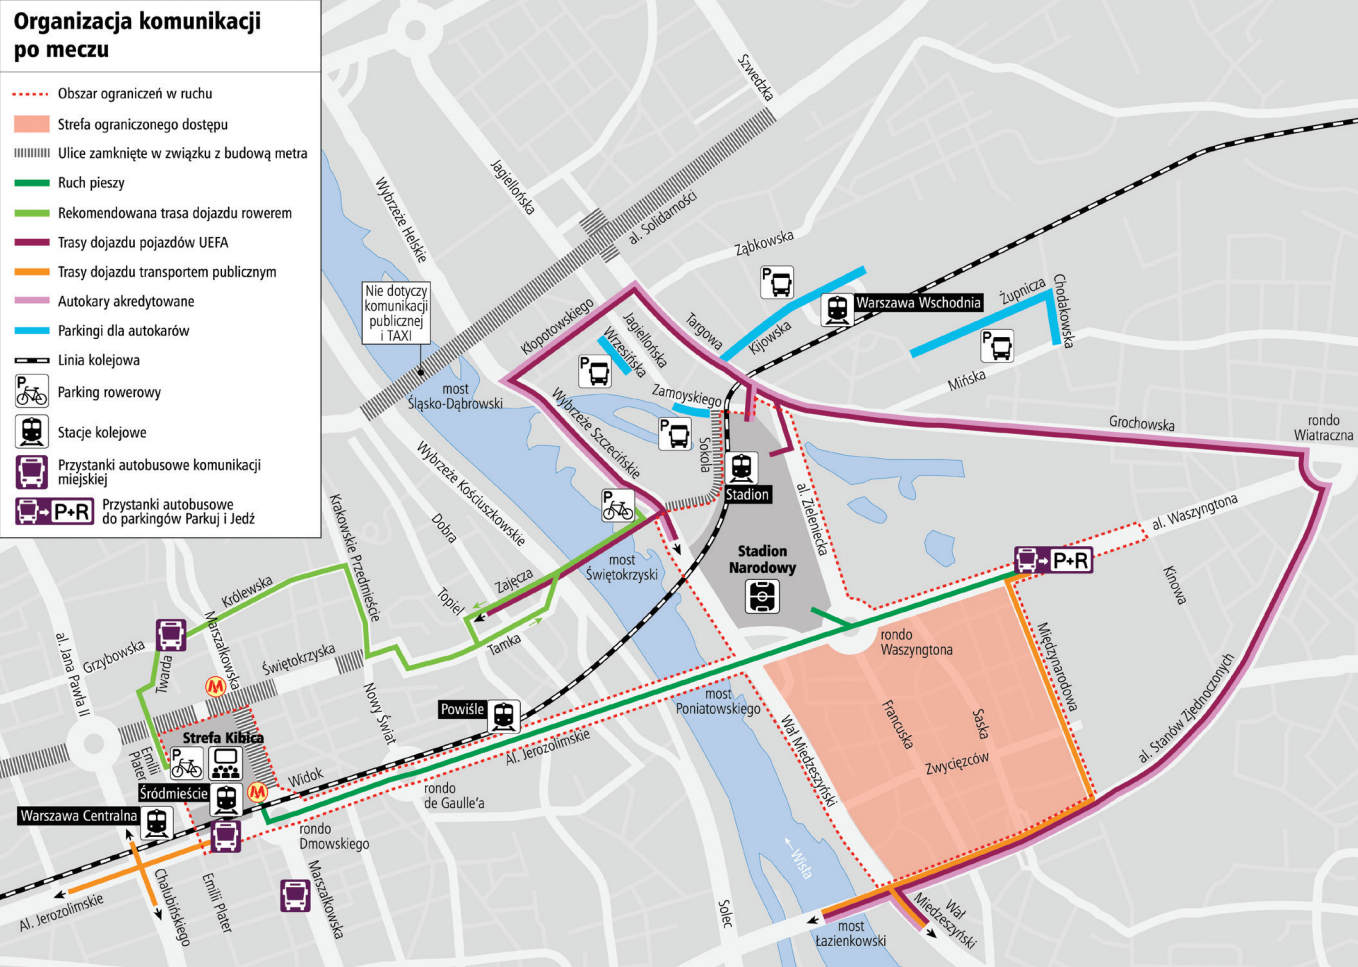 Organizacja komunikacji
po meczu
Obszar ograniczeń w ruchu
Strefa ograniczonego dostępu
Ulice zamknięte w związku z budową metra
Ruch pieszy
Rekomendowana trasa dojazdu rowerem
Trasy dojazdu pojazdów UEFA
Trasy dojazdu transportem publicznym
Autokary akredytowane
Parkingi dla autokarów
Linia kolejowa
P
Parking rowerowy
Stacje kolejowe
Przystanki autobusowe komunikacji
miejskiej
P+R
Przystanki autobusowe
do parkingów Parkuj i Jedź
Szwedzka
Jagiellońska
Wybrzeże Helskie
al. Solidarności
Ząbkowska
Nie dotyczy
komunikacji
publicznej
i TAXI
P
Warszawa Wschodnia
Żupnicza
Chodakowska
Kłopotowskiego
Jagiellońska
Targowa
Kijowska
Wrzesińska
P
P
Mińska
most
Śląsko-Dąbrowski
Zamoyskiego
Wybrzeże Szczecińskie
P
Sokola
Grochowska
rondo
Wiatraczna
Wybrzeże Kościuszkowskie
Stadion
P
al. Zieleniecka
al. Waszyngtona
Krakowskie Przedmieście
Dobra
most
Świętokrzyski
Stadion
Narodowy
P+R
Kinowa
Zajęcza
Topiel
Tamka
Królewska
Marszałkowska
Grzybowska
Twarda
al. Jana Pawła II
Świętokrzyska
M
rondo
Waszyngtona
Międzynarodowa
Nowy Świat
Powiśle
most
Poniatowskiego
Francuska
Saska
Zwycięzców
al. Stanów Zjednoczonych
Wał Miedzeszyński
Strefa Kibica
Emilii
Plater
P
Al. Jerozolimskie
Widok
M
Śródmieście
rondo
de Gaulle'a
Warszawa Centralna
rondo
Dmowskiego
Wisła
Chałubińskiego
Emilii Plater
Marszałkowska
Al. Jerozolimskie
Solec
most
Łazienkowski
Wał
Miedzeszyński